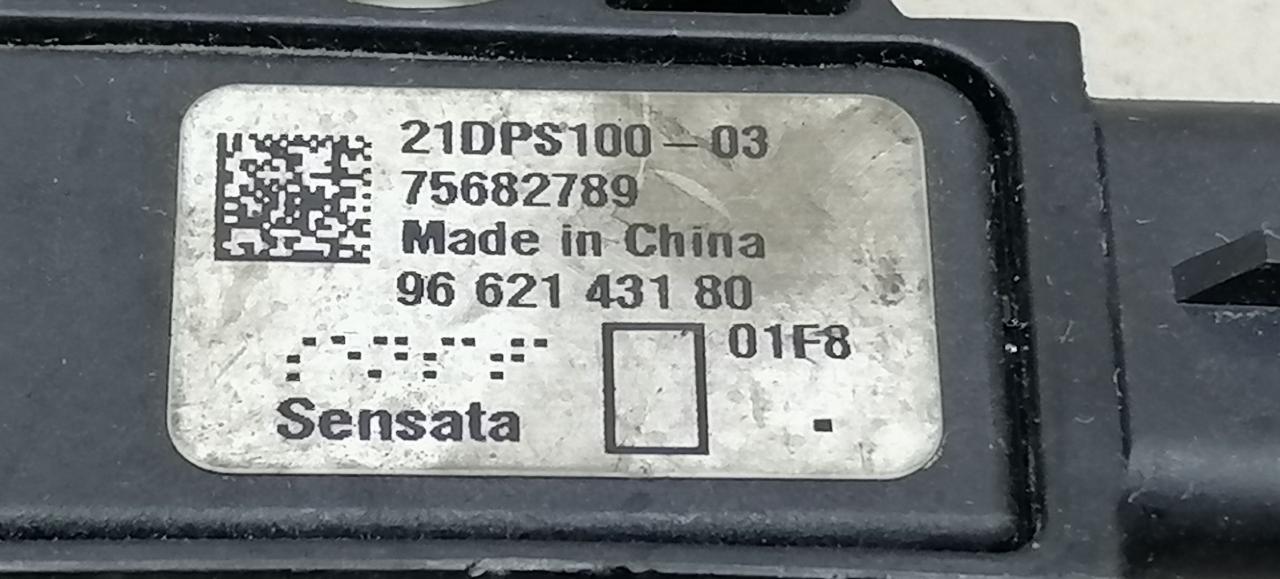 21DPS100-03
75682789
Made in China
96 621 431 80
01F8
Sensata